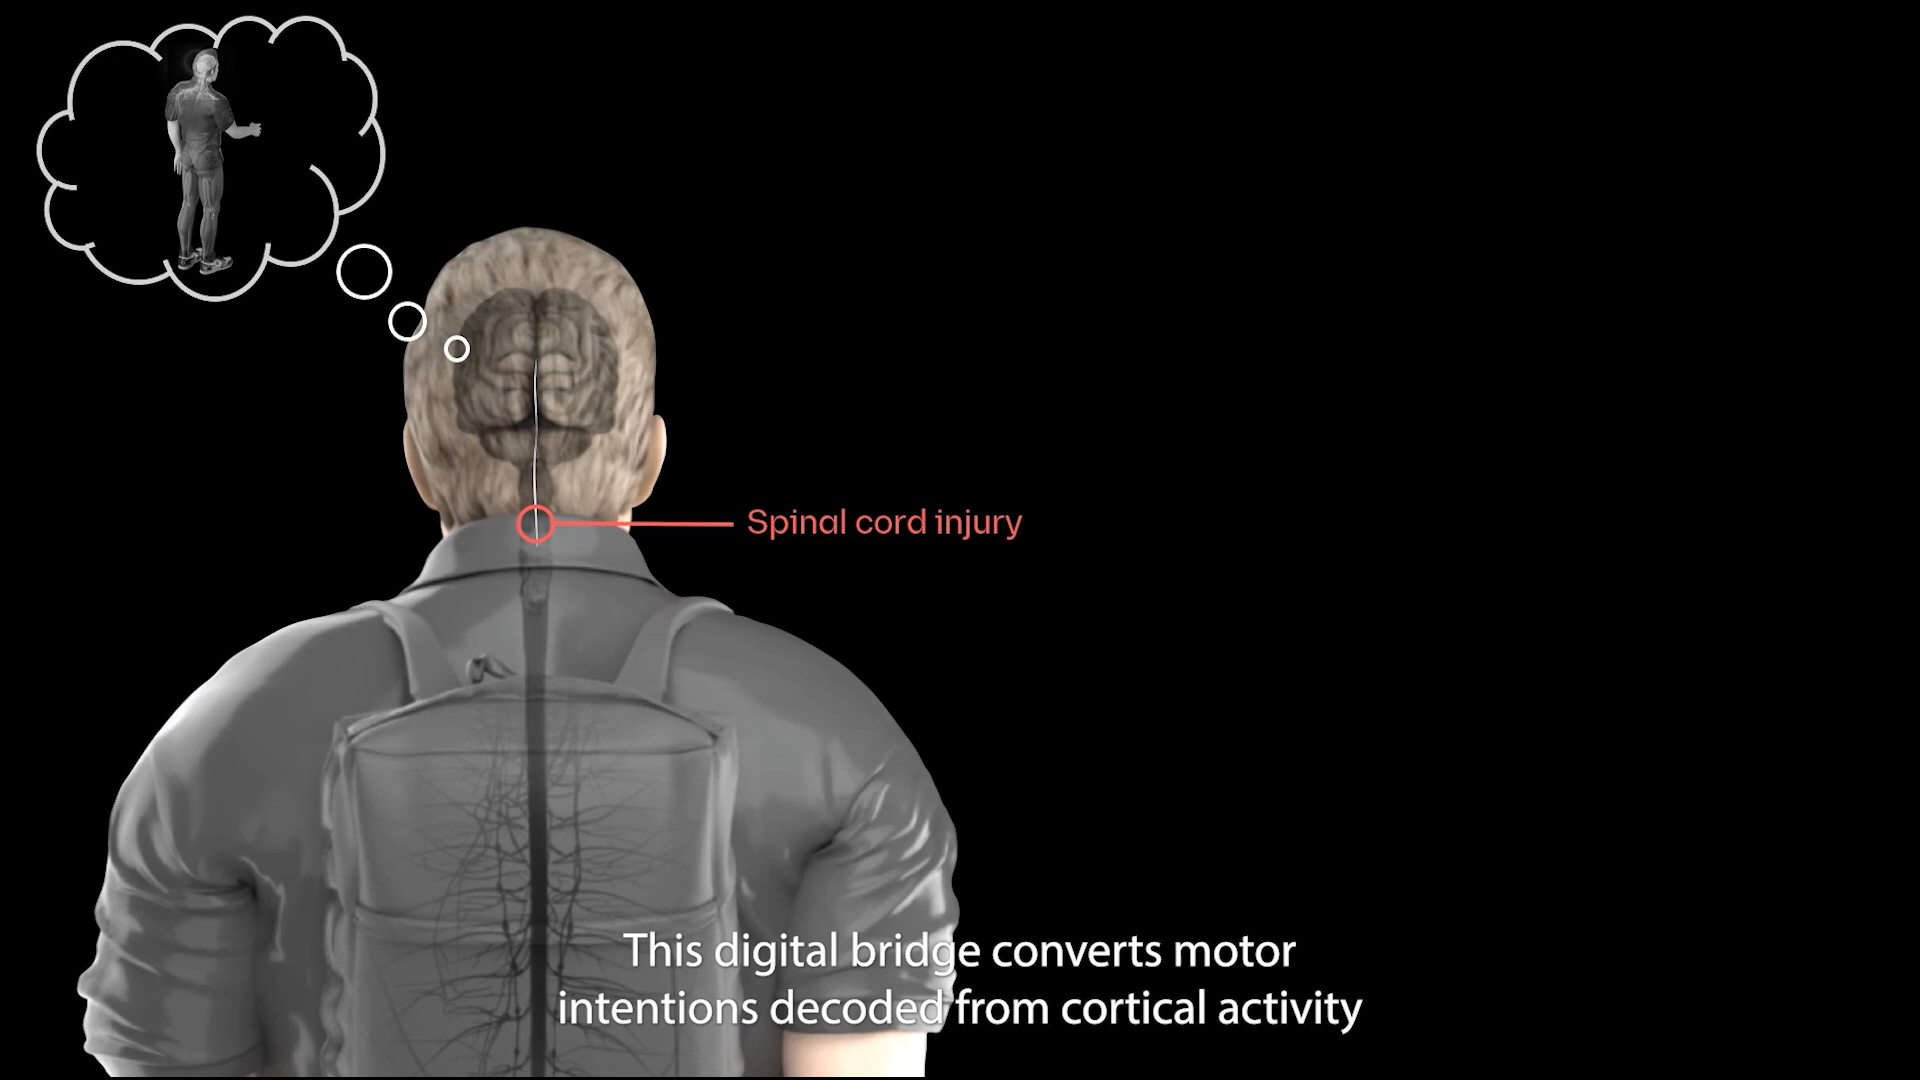 Spinal cord injury
This digital bridge converts motor
intentions decoded from cortical activity